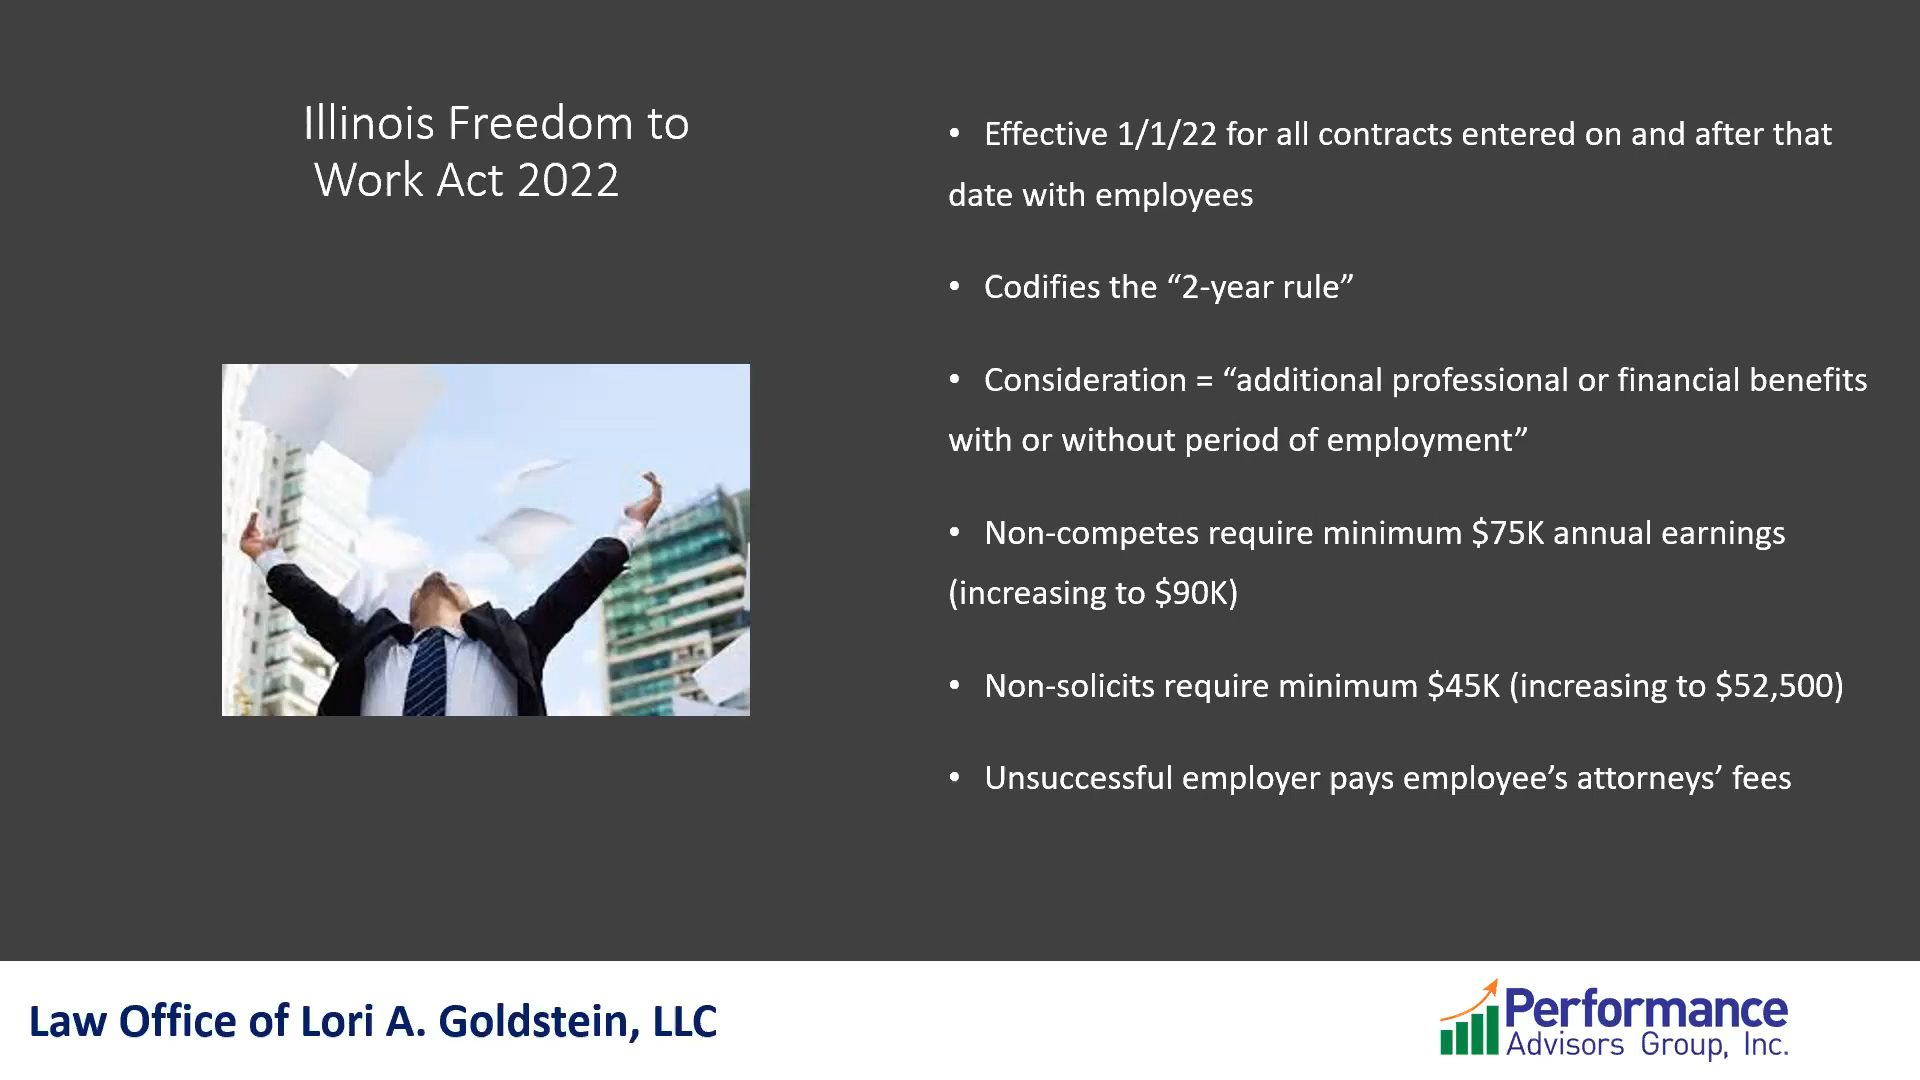 Illinois Freedom to
Work Act 2022
• Effective 1/1/22 for all contracts entered on and after that
date with employees
• Codifies the “2-year rule”
• Consideration = “additional professional or financial benefits
with or without period of employment”
• Non-competes require minimum $75K annual earnings
(increasing to $90K)
• Non-solicits require minimum $45K (increasing to $52,500)
• Unsuccessful employer pays employee’s attorneys’ fees
Law Office of Lori A. Goldstein, LLC
Performance
Advisors Group, Inc.